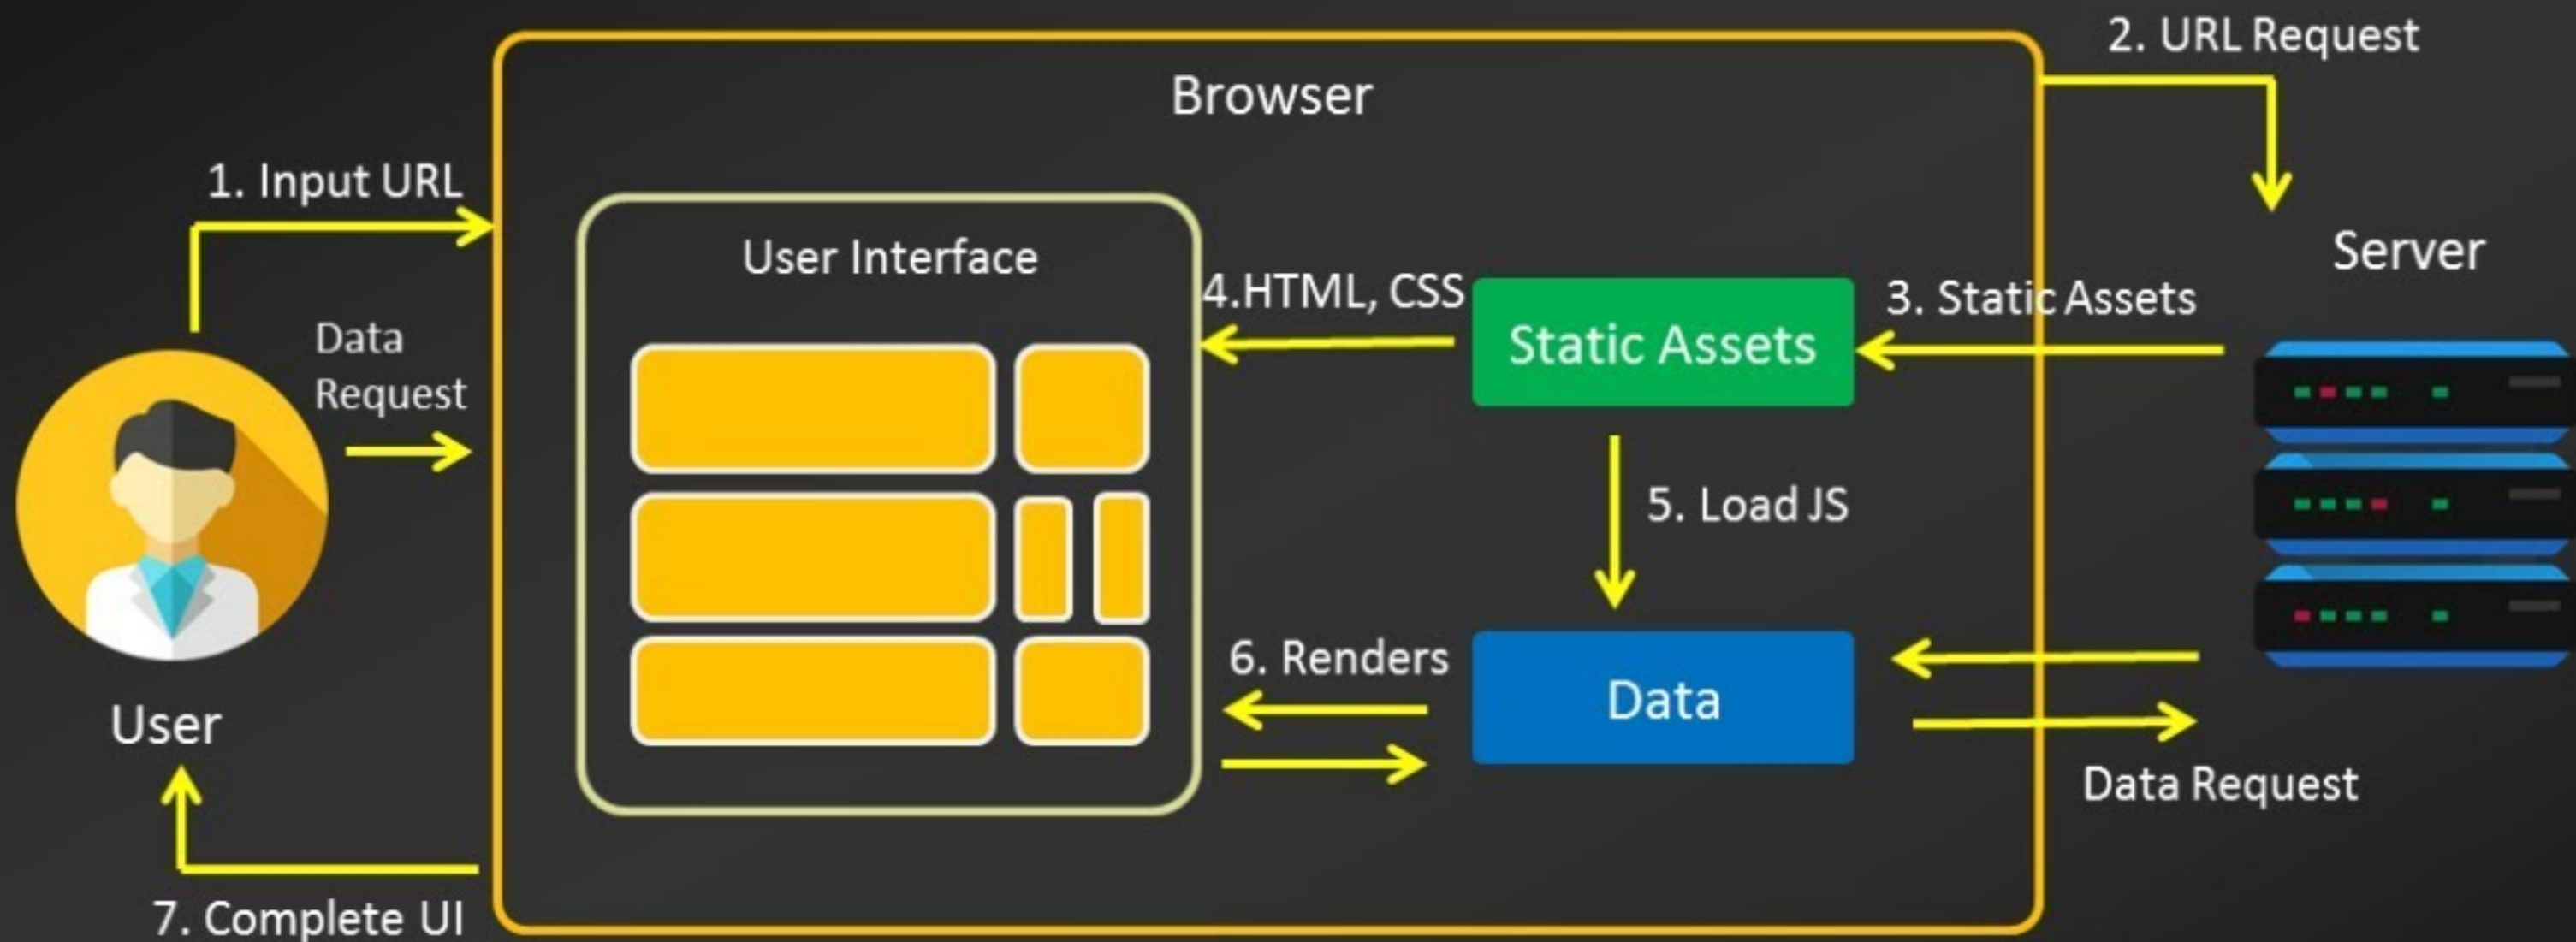 2. URL Request
Browser
1. Input URL
User Interface
Server
4.HTML, CSS
Static Assets
3. Static Assets
Data
Request
5. Load JS
6. Renders
Data
User
Data Request
7. Complete UI